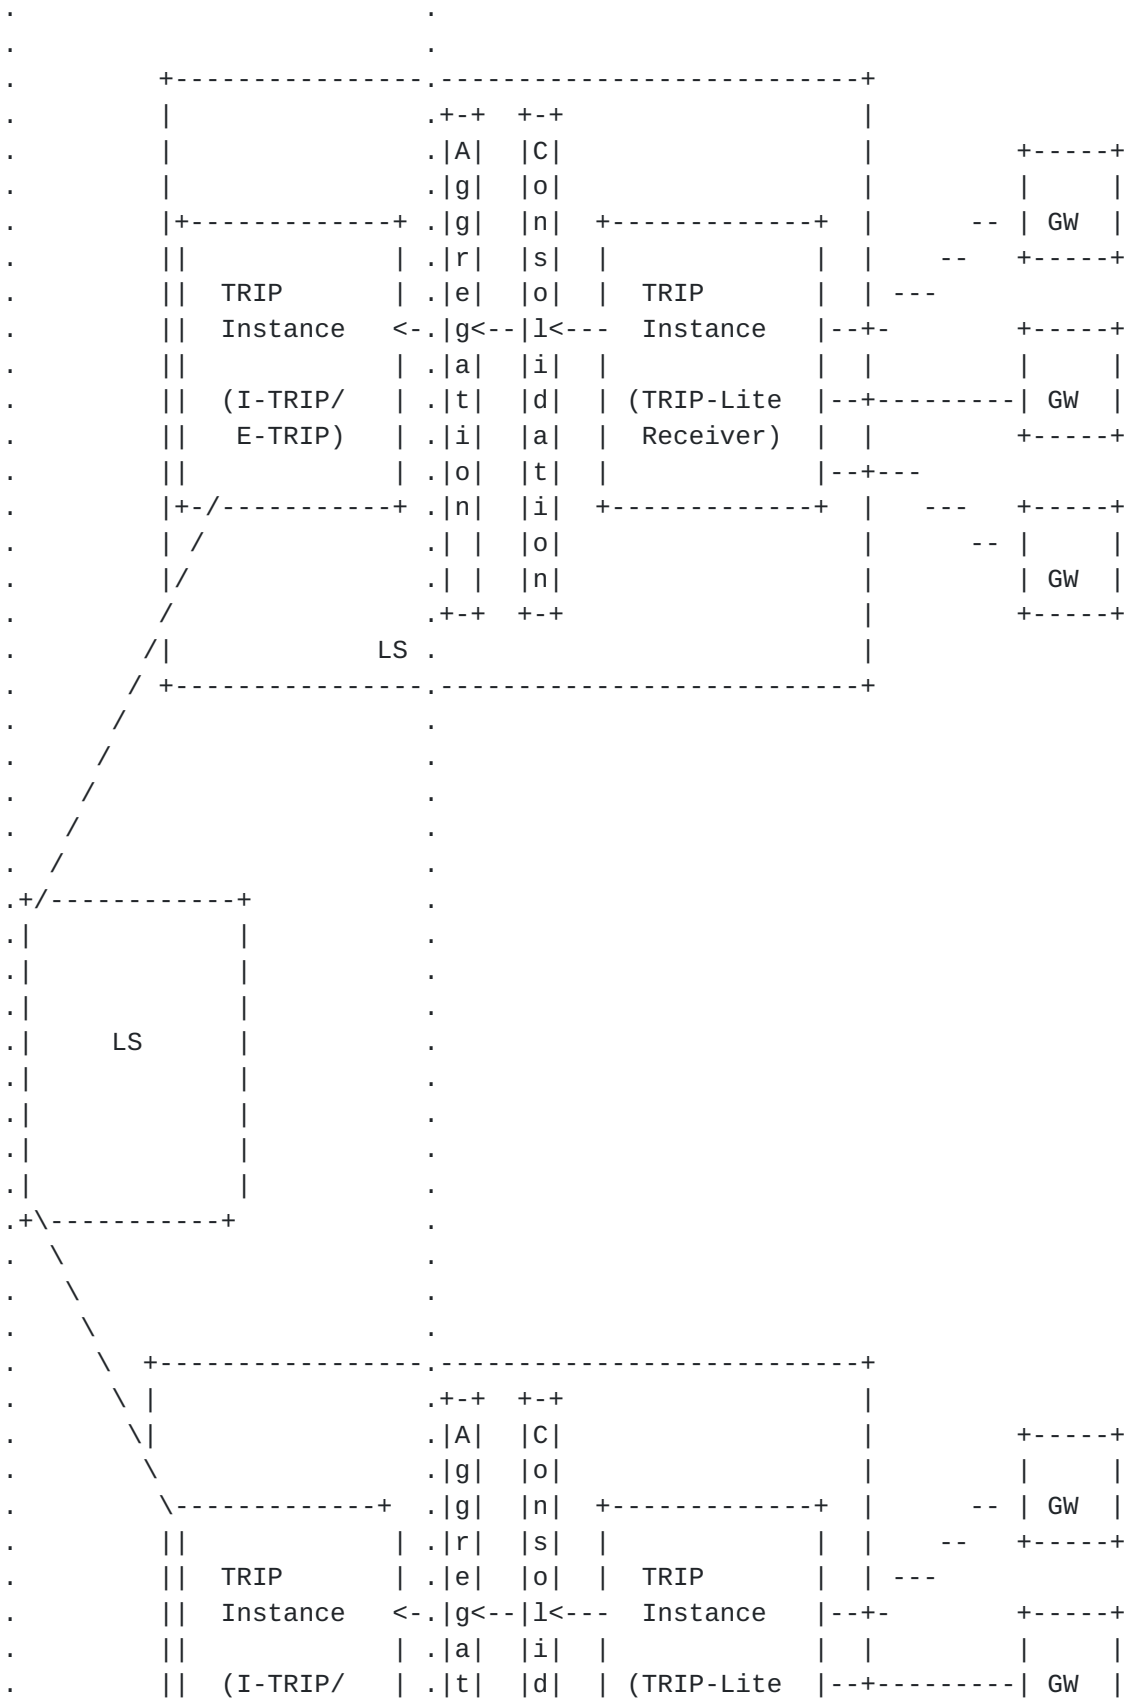 .                           .
.                           .
.          +----------------.---------------------------+
.          |                .+-+  +-+                    |
.          |                .|A|  |C|                    |         +-----+
.          |                .|g|  |o|                    |         |     |
.          |+-------------+ .|g|  |n|  +-------------+  |      -- | GW  |
.          ||             | .|r|  |s|  |             |  |    --   +-----+
.          ||  TRIP       | .|e|  |o|  |  TRIP       |  | ---
.          ||  Instance   <-.|g<--|l<---  Instance   |--+-        +-----+
.          ||             | .|a|  |i|  |             |  |         |     |
.          ||  (I-TRIP/   | .|t|  |d|  | (TRIP-Lite  |--+---------| GW  |
.          ||   E-TRIP)   | .|i|  |a|  |  Receiver)  |  |         +-----+
.          ||             | .|o|  |t|  |             |--+---
.          |+-/-----------+ .|n|  |i|  +-------------+  |   ---   +-----+
.          | /              .| |  |o|                   |      -- |     |
.          |/               .| |  |n|                   |         | GW  |
.          /                .+-+  +-+                   |         +-----+
.         /|             LS .                           |
.        / +----------------.---------------------------+
.       /                   .
.      /                    .
.     /                     .
.    /                      .
.   /                       .
.+/------------+            .
.|             |            .
.|             |            .
.|             |            .
.|     LS      |            .
.|             |            .
.|             |            .
.|             |            .
.|             |            .
.+\-----------+             .
.  \                        .
.   \                       .
.    \                      .
.     \  +-----------------.---------------------------+
.      \ |                 .+-+  +-+                   |
.       \|                 .|A|  |C|                   |         +-----+
.        \                 .|g|  |o|                   |         |     |
.         \-------------+  .|g|  |n|  +-------------+  |      -- | GW  |
.         ||             | .|r|  |s|  |             |  |    --   +-----+
.         ||  TRIP       | .|e|  |o|  |  TRIP       |  | ---
.         ||  Instance   <-.|g<--|l<---  Instance   |--+-        +-----+
.         ||             | .|a|  |i|  |             |  |         |     |
.         ||  (I-TRIP/   | .|t|  |d|  | (TRIP-Lite  |--+---------| GW  |